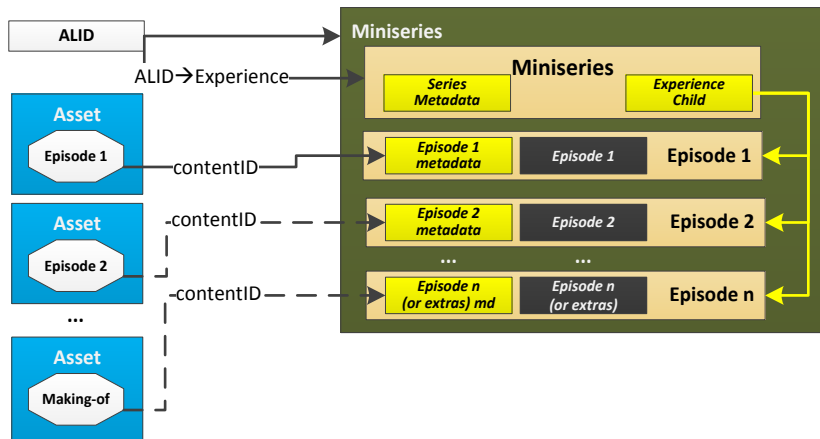 ALID
ALID→Experience
Asset
Episode 1
contentID
Asset
Episode 2
contentID
...
Asset
Making-of
contentID
Miniseries
Miniseries
Series
Metadata
Experience
Child
Episode 1
metadata
Episode 1
Episode 1
Episode 2
metadata
Episode 2
Episode 2
...
...
Episode n
(or extras) md
Episode n
(or extras)
Episode n